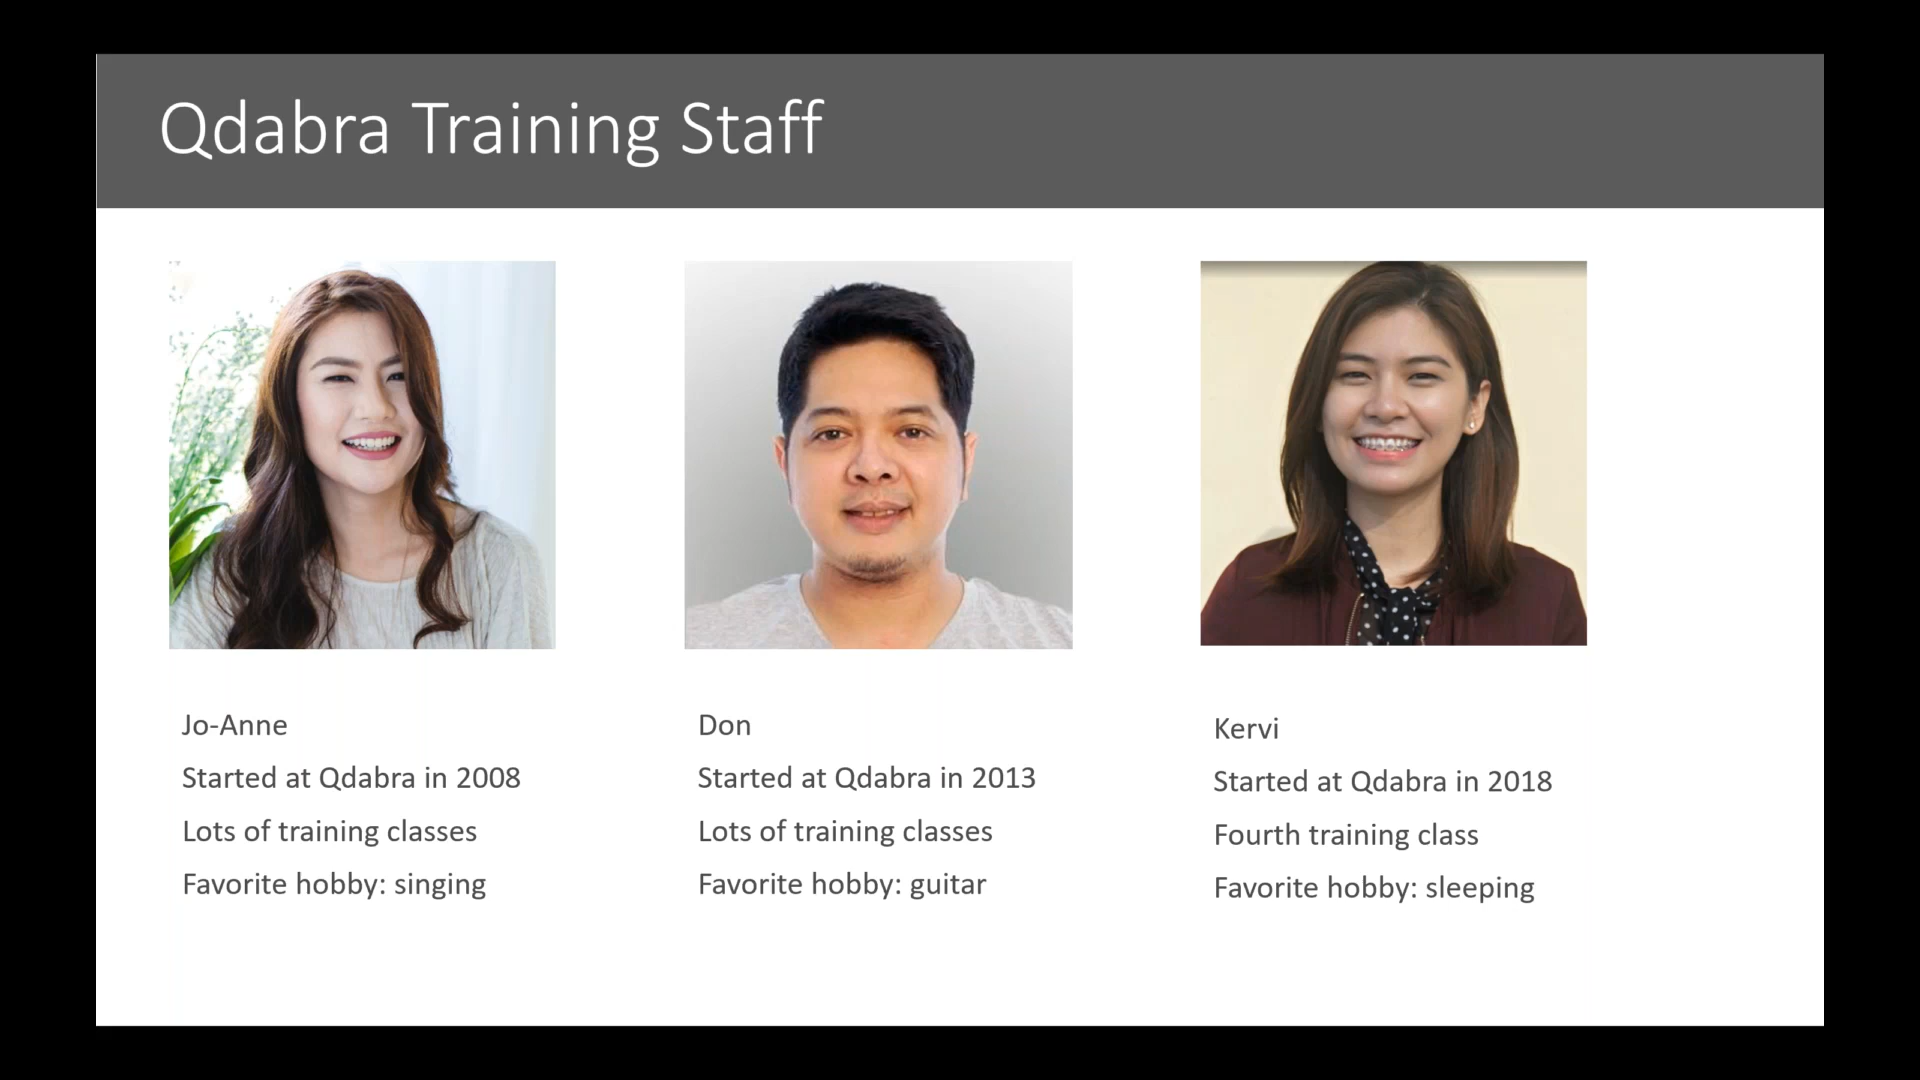 Qdabra Training Staff
Jo-Anne
Started at Qdabra in 2008
Lots of training classes
Favorite hobby: singing
Don
Started at Qdabra in 2013
Lots of training classes
Favorite hobby: guitar
Kervi
Started at Qdabra in 2018
Fourth training class
Favorite hobby: sleeping